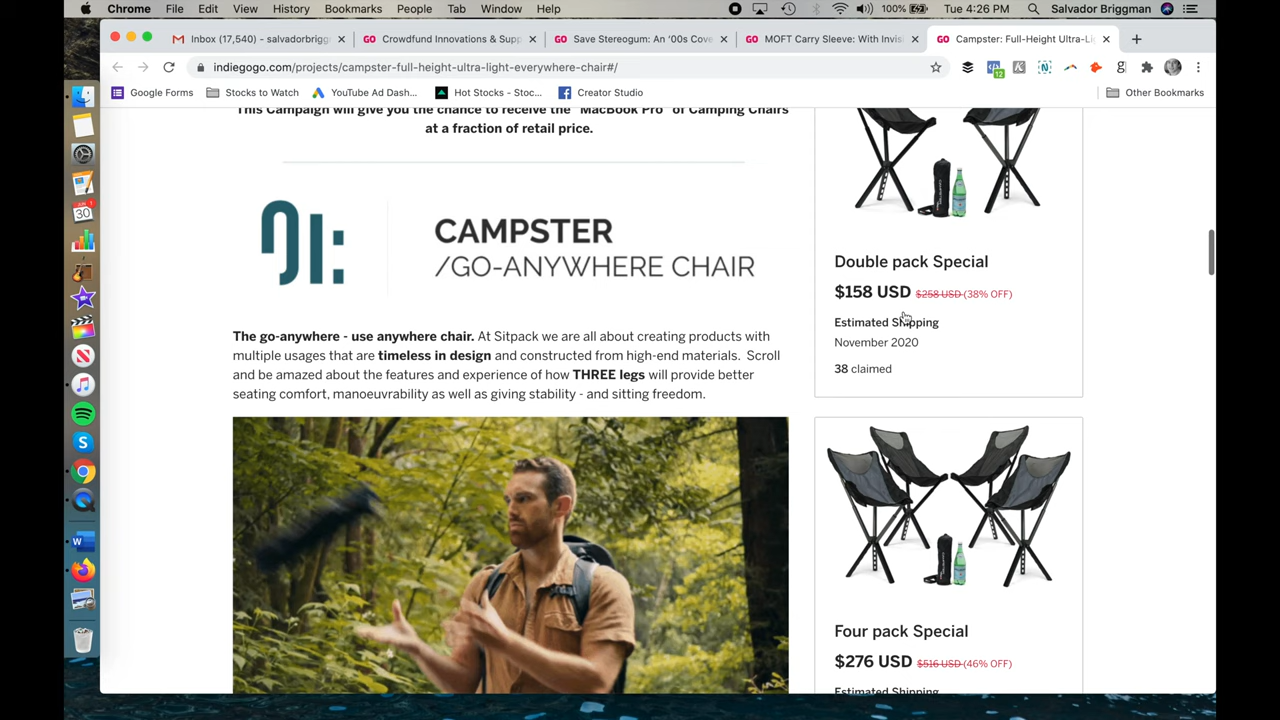 Chrome File Edit View History Bookmarks People Tab Window Help 100% Tue 4:26 PM Salvador Briggman
Inbox (17,540) - salvadorbrigg
Crowdfund Innovations & Supp
Save Stereogum: An '00s Cove
MOFT Carry Sleeve: With Invis
Campster: Full-Height Ultra-Li
indiegogo.com/projects/campster-full-height-ultra-light-everywhere-chair#/
12
Google Forms Stocks to Watch YouTube Ad Dash... Hot Stocks - Stoc... Creator Studio Other Bookmarks
This Campaign will give you the chance to receive the "MacBook Pro" of Camping Chairs
at a fraction of retail price.
CAMPSTER
/GO-ANYWHERE CHAIR
The go-anywhere - use anywhere chair. At Sitpack we are all about creating products with
multiple usages that are timeless in design and constructed from high-end materials. Scroll
and be amazed about the features and experience of how THREE legs will provide better
seating comfort, manoeuvrability as well as giving stability - and sitting freedom.
Double pack Special
$158 USD $258 USD (38% OFF)
Estimated Shipping
November 2020
38 claimed
Four pack Special
$276 USD $516 USD (46% OFF)
Estimated Shipping
JUN
30